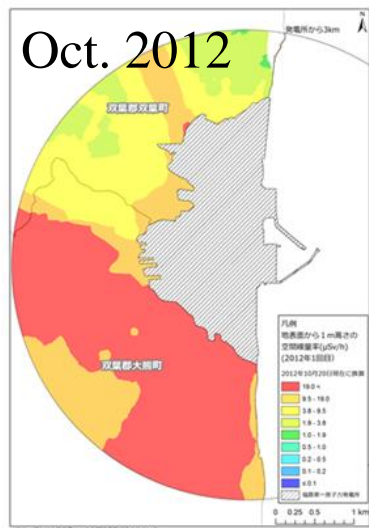 Oct. 2012
発電所から3km
N
双葉郡双葉町
双葉郡大熊町
凡例
地表面から1m高さの
空間線量率(μSv/h)
(2012年1回目)
2012年10月20日時点に換算
19.0 <
9.5 - 19.0
3.8 - 9.5
1.9 - 3.8
1.0 - 1.9
0.5 - 1.0
0.2 - 0.5
0.1 - 0.2
≤0.1
福島第一原子力発電所
0 0.25 0.5 1 km